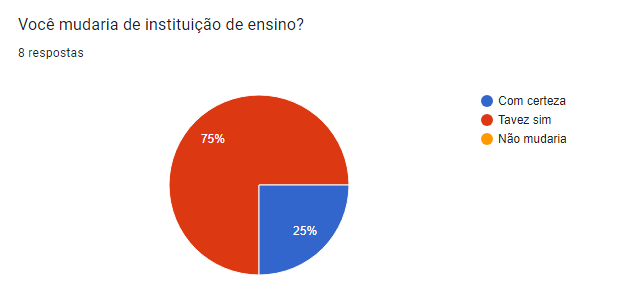 Você mudaria de instituição de ensino?
8 respostas
Com certeza
Tavez sim
Não mudaria
75%
25%